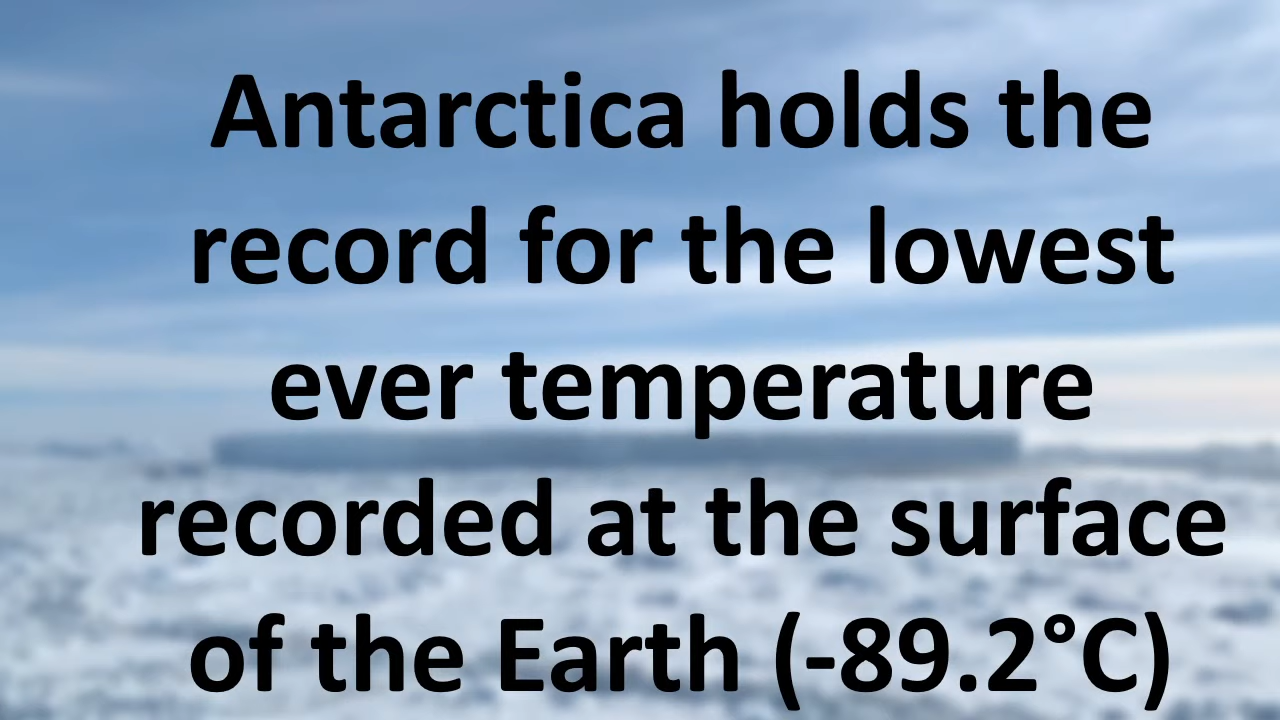 Antarctica holds the
record for the lowest
ever temperature
recorded at the surface
of the Earth (-89.2°C)